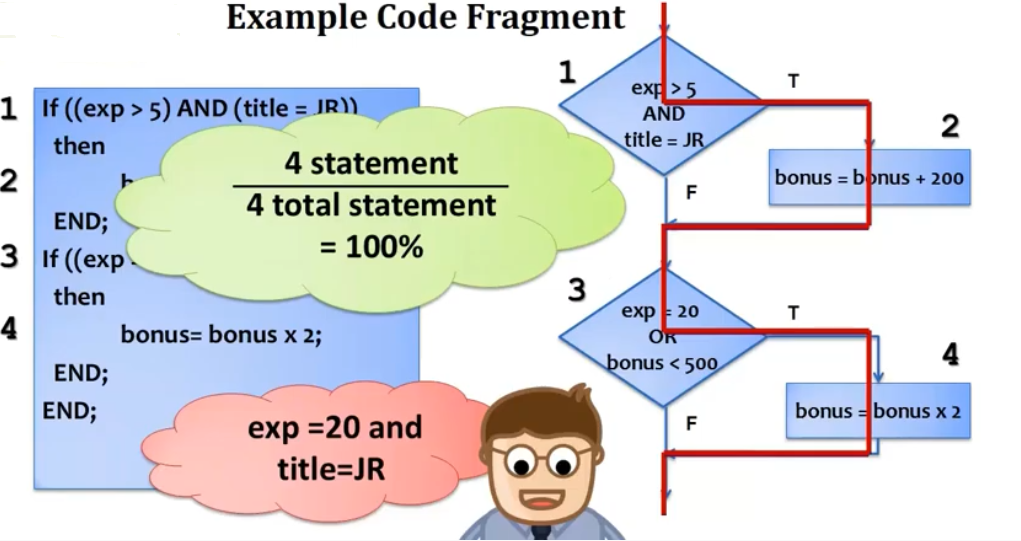 Example Code Fragment
1 If ((exp > 5) AND (title = JR))
then
2
END;
3 If ((exp
then
4 bonus= bonus x 2;
END;
END;
4 statement
4 total statement
= 100%
exp =20 and
title=JR
1
exp > 5
AND
title = JR
T
F
2
bonus = bonus + 200
3
exp = 20
OR
bonus < 500
T
F
4
bonus = bonus x 2